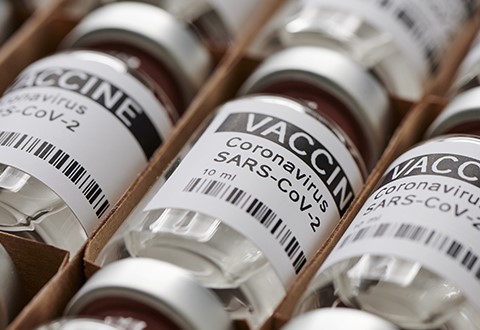 VACCINE
Coronavirus
SARS-CoV-2
VACCIN
Coronavirus
SARS-CoV-2
10 ml
VACC
Coronavirus
SARS-CoV-2